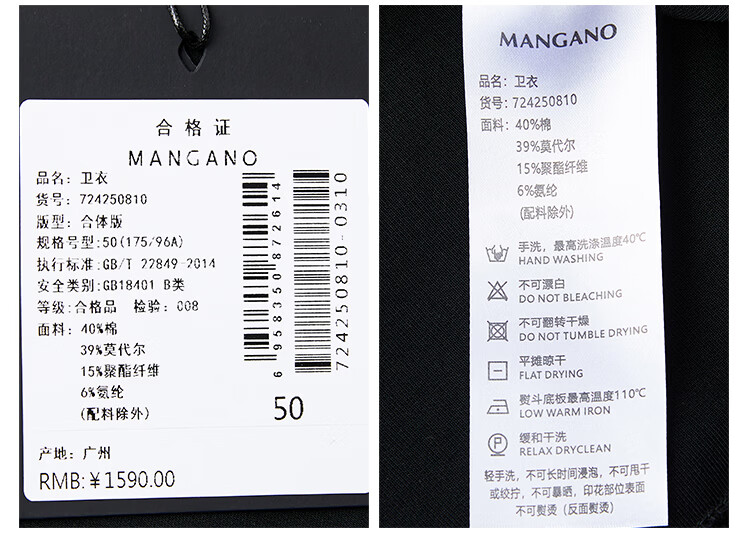 合格证
MANGANO
品名：卫衣
货号：724250810
版型：合体版
规格号型:50(175/96A)
执行标准:GB/T 22849-2014
安全类别:GB18401 B类
等级:合格品 检验：008
面料：40%棉
39%莫代尔
15%聚酯纤维
6%氨纶
(配料除外)
6 958350 872614
724250810-0310
50
产地：广州
RMB:￥1590.00
MANGANO
品名：卫衣
货号：724250810
面料：40%棉
39%莫代尔
15%聚酯纤维
6%氨纶
(配料除外)
手洗，最高洗涤温度40℃
HAND WASHING
不可漂白
DO NOT BLEACHING
不可翻转干燥
DO NOT TUMBLE DRYING
平摊晾干
FLAT DRYING
熨斗底板最高温度110℃
LOW WARM IRON
P
缓和干洗
RELAX DRYCLEAN
轻手洗，不可长时间浸泡，不可甩干
或绞拧，不可暴晒，印花部位表面
不可熨烫（反面熨烫）